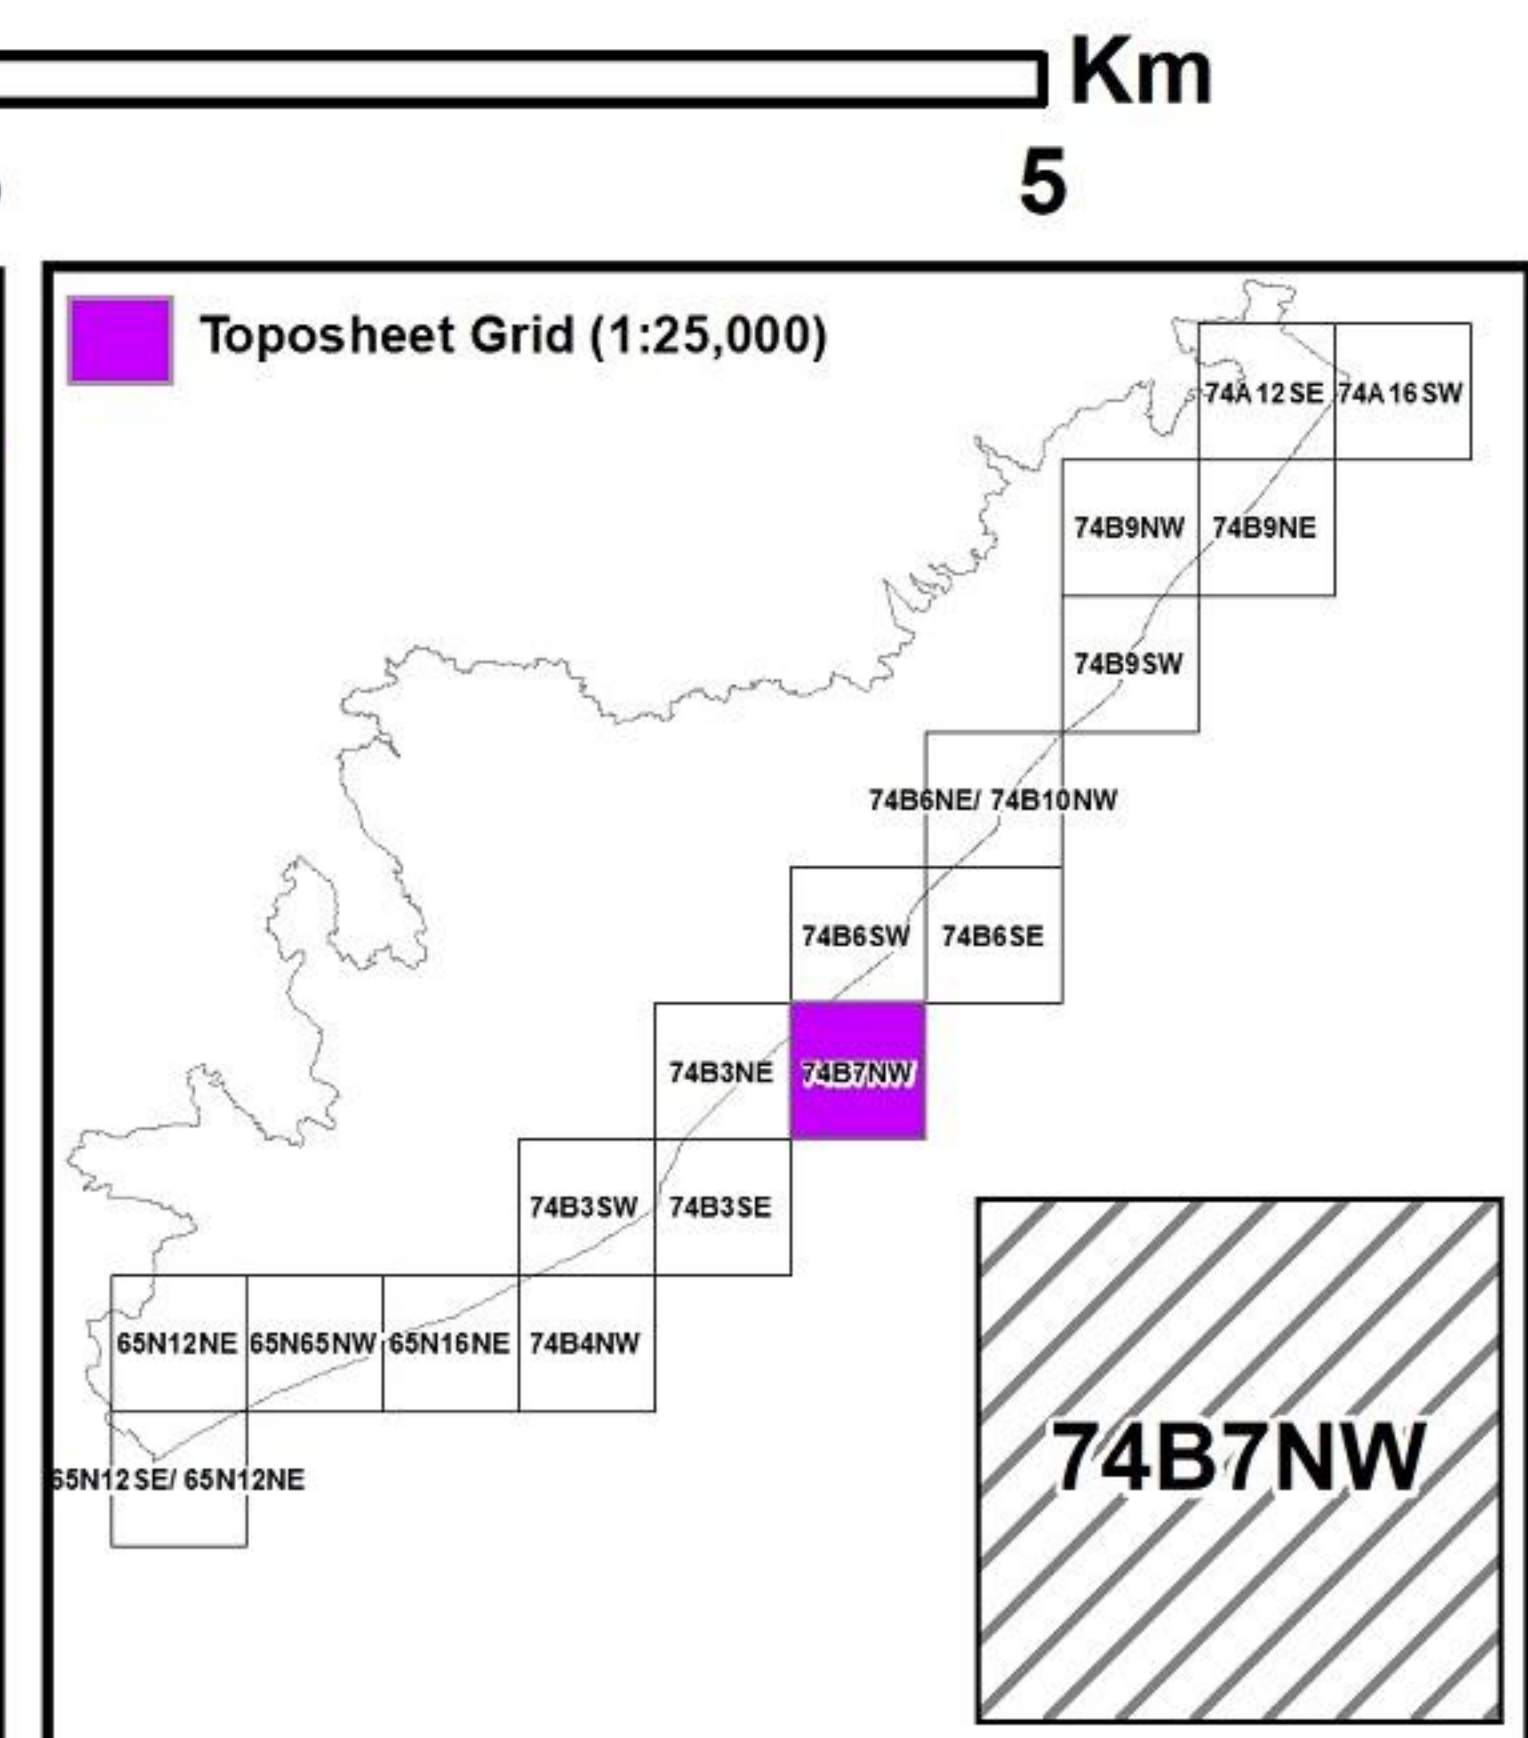 Km
5
Toposheet Grid (1:25,000)
74A12SE 74A16SW
74B9NW 74B9NE
74B9SW
74B6NE/ 74B10NW
74B6SW 74B6SE
74B3NE 74B7NW
74B3SW 74B3SE
65N12NE 65N65NW 65N16NE 74B4NW
74B7NW
65N12SE/ 65N12NE